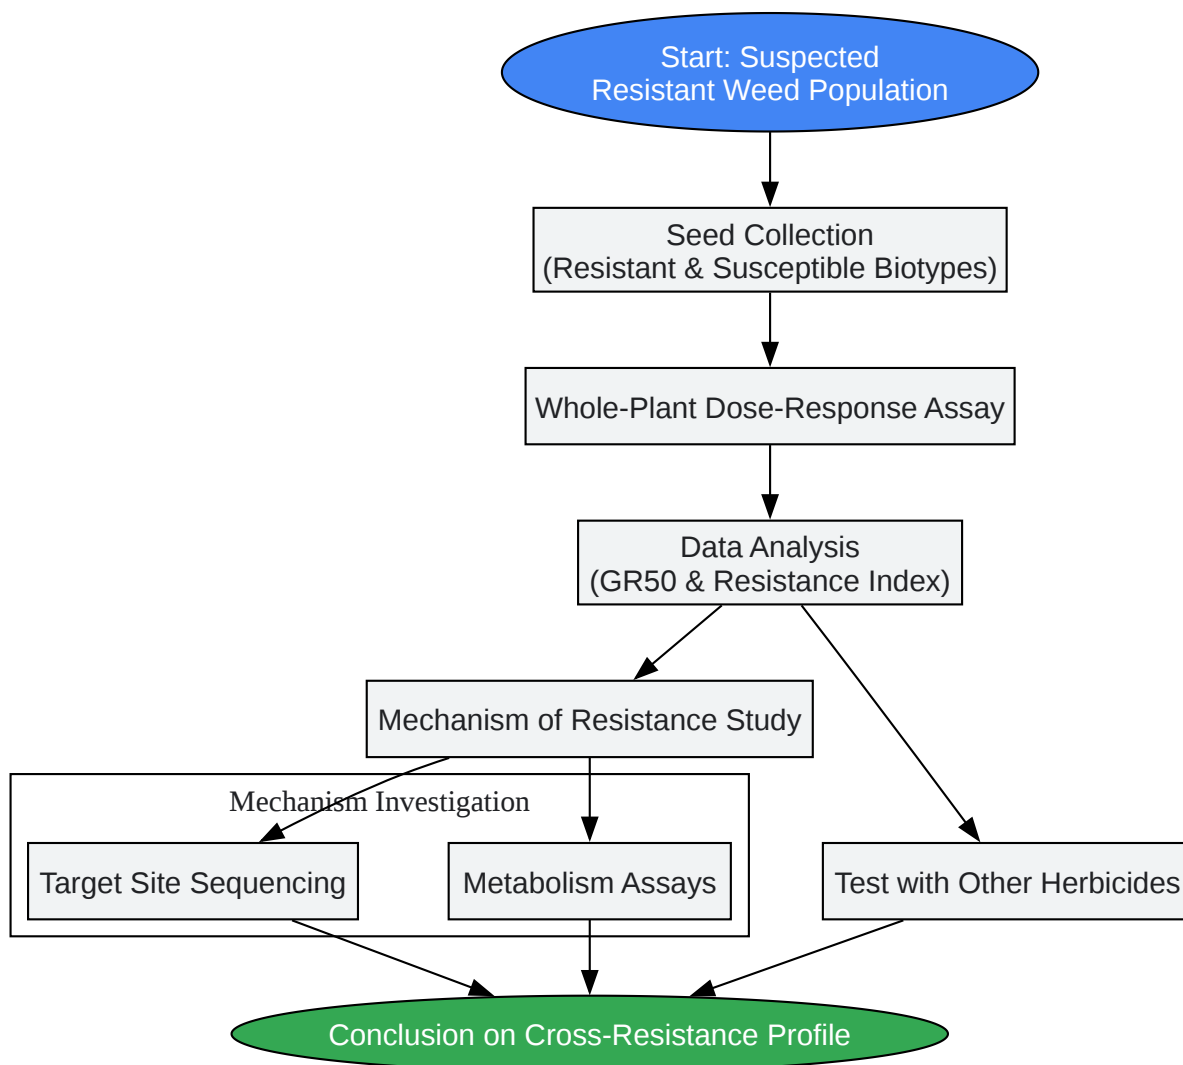 Start: Suspected
Resistant Weed Population
Seed Collection
(Resistant & Susceptible Biotypes)
Whole-Plant Dose-Response Assay
Data Analysis
(GR50 & Resistance Index)
Mechanism of Resistance Study
Mechanism Investigation
Target Site Sequencing
Metabolism Assays
Test with Other Herbicides
Conclusion on Cross-Resistance Profile